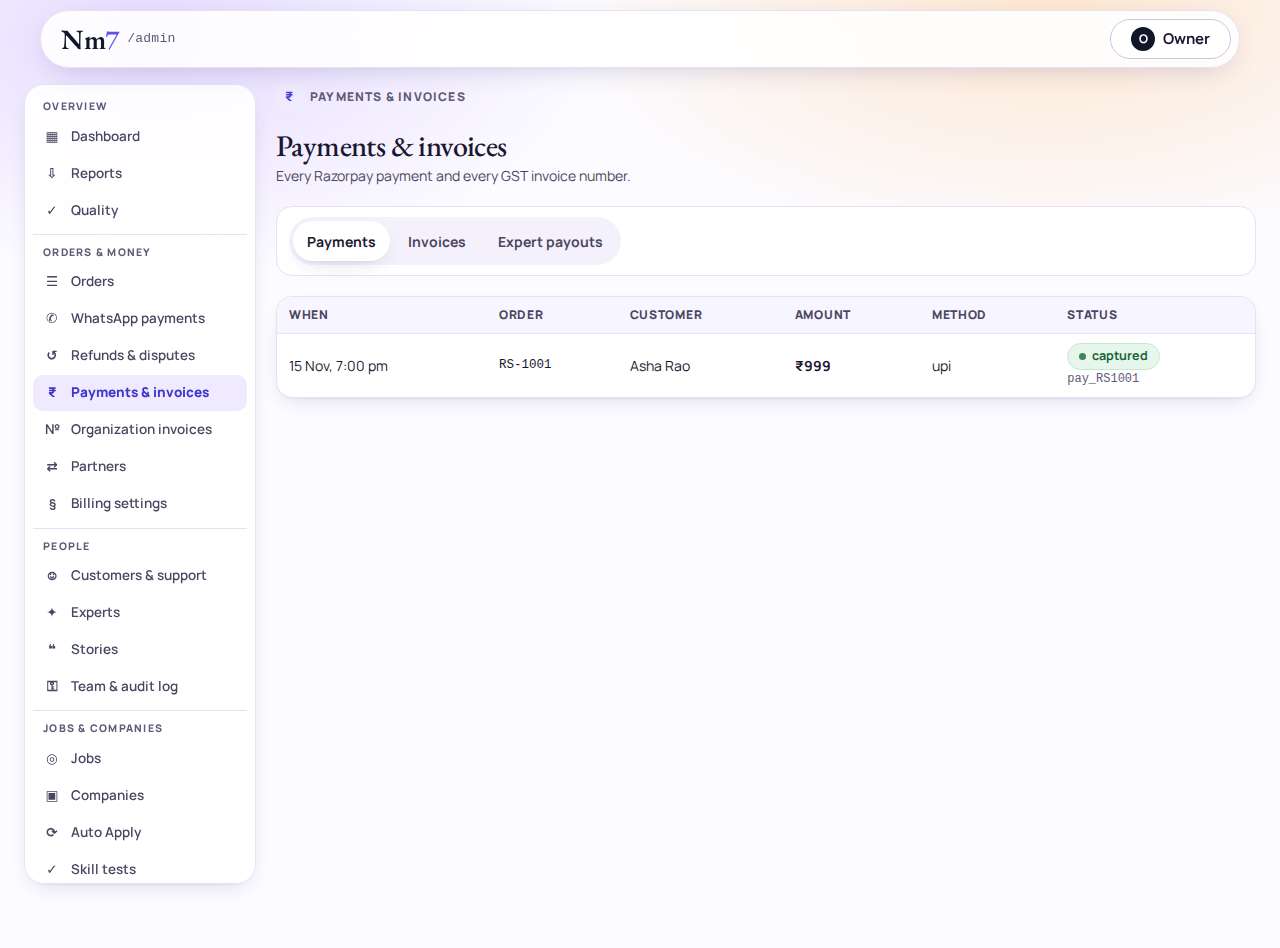 Nm7 /admin
O Owner
OVERVIEW
▦ Dashboard
⇩ Reports
✓ Quality
ORDERS & MONEY
☰ Orders
✆ WhatsApp payments
↺ Refunds & disputes
₹ Payments & invoices
№ Organization invoices
⇄ Partners
§ Billing settings
PEOPLE
☺ Customers & support
✦ Experts
❝ Stories
⚿ Team & audit log
JOBS & COMPANIES
◎ Jobs
▣ Companies
⟳ Auto Apply
✓ Skill tests
₹ PAYMENTS & INVOICES
Payments & invoices
Every Razorpay payment and every GST invoice number.
Payments Invoices Expert payouts
WHEN ORDER CUSTOMER AMOUNT METHOD STATUS
15 Nov, 7:00 pm RS-1001 Asha Rao ₹999 upi captured
pay_RS1001